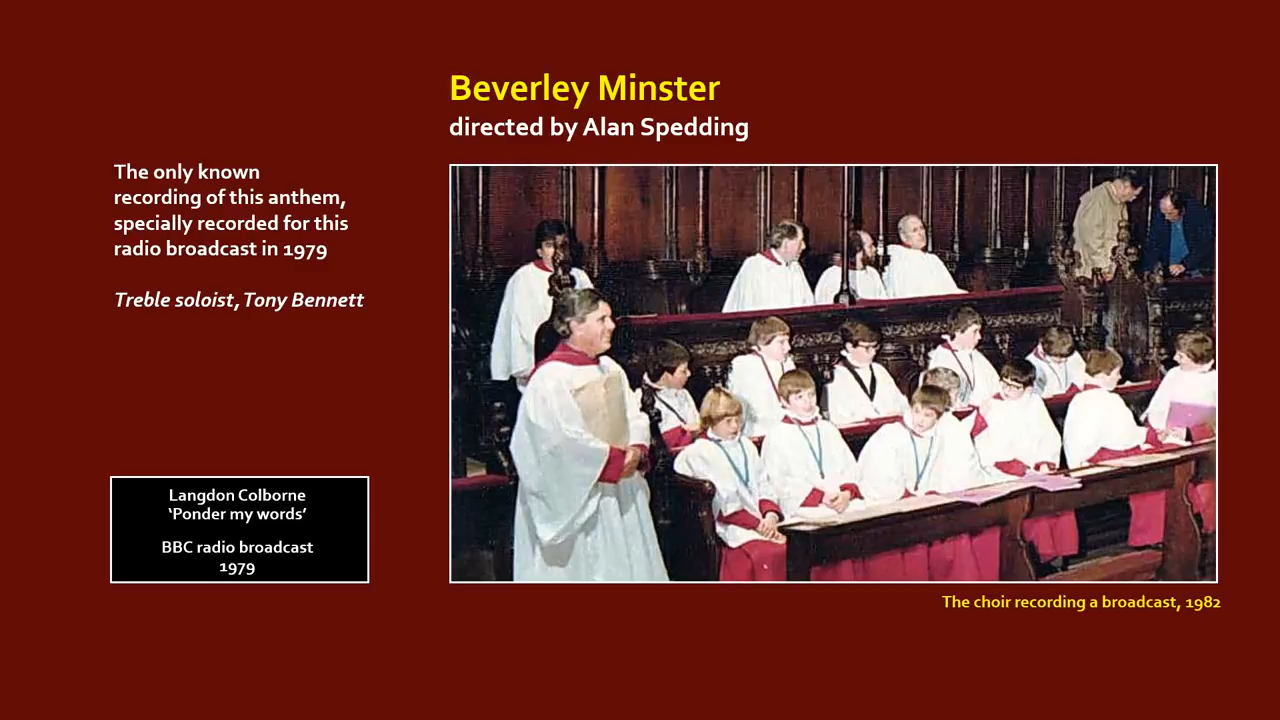 Beverley Minster
directed by Alan Spedding
The only known
recording of this anthem,
specially recorded for this
radio broadcast in 1979
Treble soloist, Tony Bennett
Langdon Colborne
‘Ponder my words’
BBC radio broadcast
1979
The choir recording a broadcast, 1982